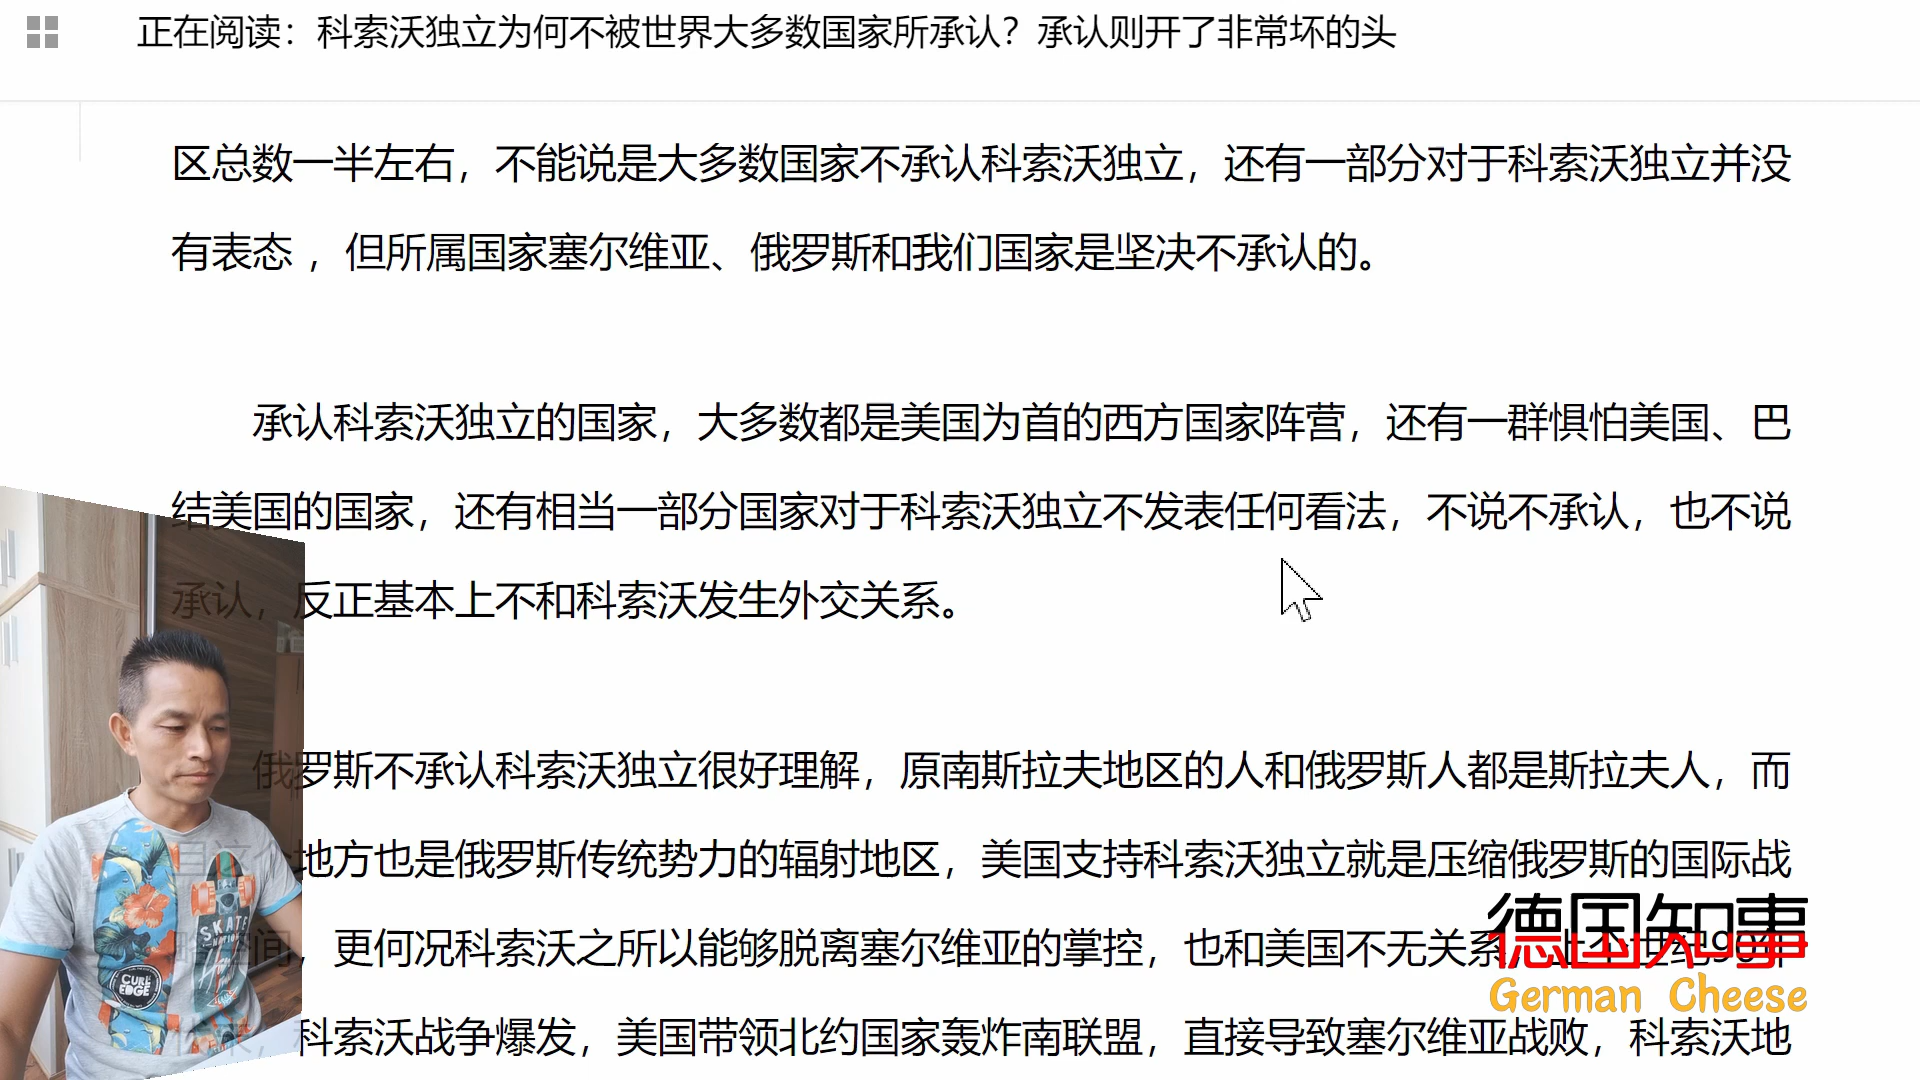 正在阅读：科索沃独立为何不被世界大多数国家所承认？承认则开了非常坏的头
区总数一半左右，不能说是大多数国家不承认科索沃独立，还有一部分对于科索沃独立并没
有表态 ，但所属国家塞尔维亚、俄罗斯和我们国家是坚决不承认的。
承认科索沃独立的国家，大多数都是美国为首的西方国家阵营，还有一群惧怕美国、巴
结美国的国家，还有相当一部分国家对于科索沃独立不发表任何看法，不说不承认，也不说
承认，反正基本上不和科索沃发生外交关系。
俄罗斯不承认科索沃独立很好理解，原南斯拉夫地区的人和俄罗斯人都是斯拉夫人，而
且这个地方也是俄罗斯传统势力的辐射地区，美国支持科索沃独立就是压缩俄罗斯的国际战
略空间，更何况科索沃之所以能够脱离塞尔维亚的掌控，也和美国不无关系，上个世纪90年
科索沃战争爆发，美国带领北约国家轰炸南联盟，直接导致塞尔维亚战败，科索沃地
德国知事
German Cheese
SKATE
CURL
EDGE